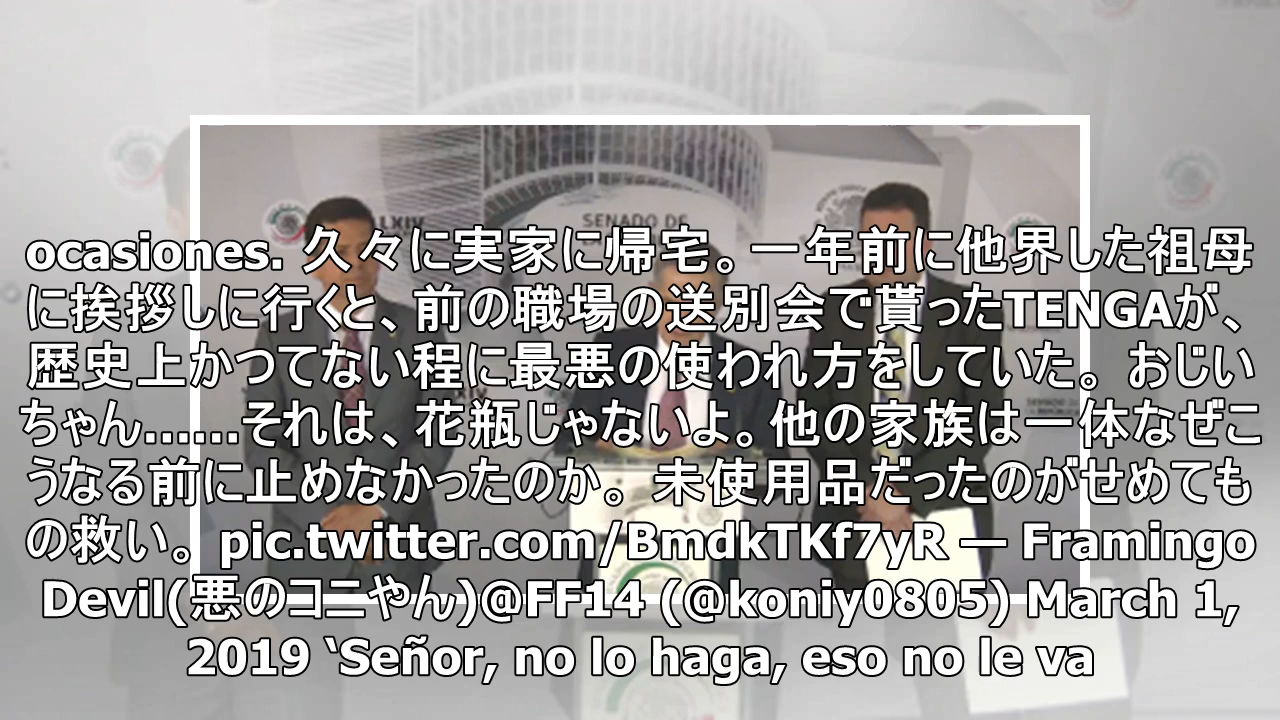 SENADO DE
LXIV
ocasiones. 久々に実家に帰宅。一年前に他界した祖母
に挨拶しに行くと、前の職場の送別会で貰ったTENGAが、
歴史上かつてない程に最悪の使われ方をしていた。おじい
ちゃん……それは、花瓶じゃないよ。他の家族は一体なぜこ
うなる前に止めなかったのか。未使用品だったのがせめても
の救い。pic.twitter.com/BmdkTKf7yR — Framingo
Devil(悪のコニやん)@FF14 (@koniy0805) March 1,
2019 ‘Señor, no lo haga, eso no le va